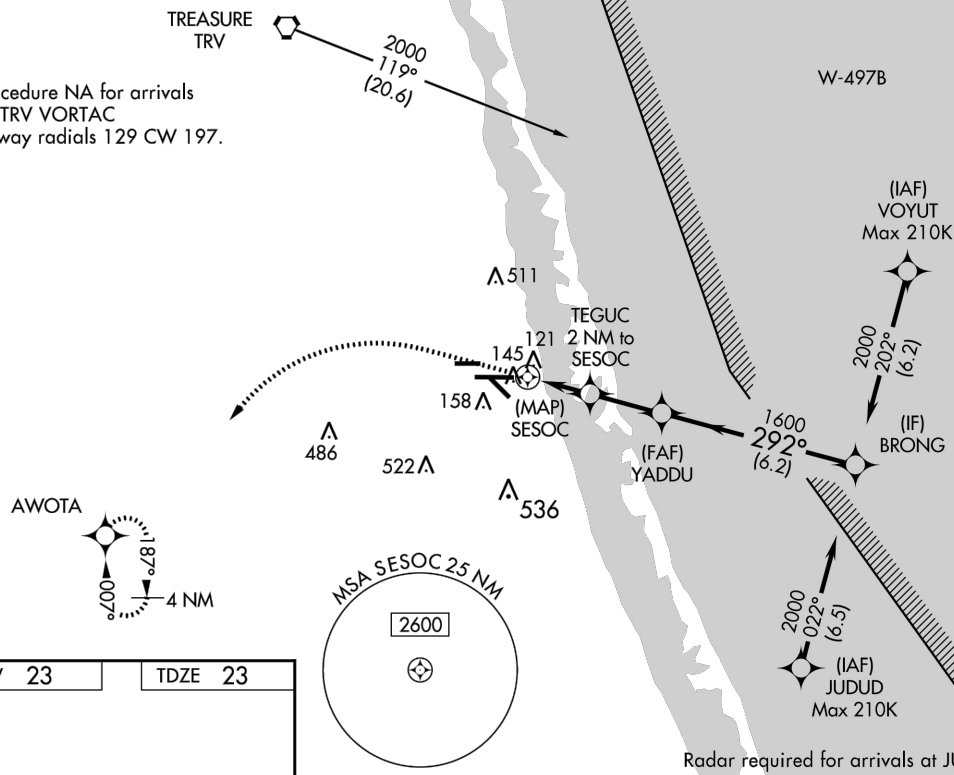 TREASURE
TRV
2000
119°
(20.6)
W-497B
cedure NA for arrivals
TRV VORTAC
way radials 129 CW 197.
(IAF)
VOYUT
Max 210K
2000
202°
(6.2)
511
TEGUC
2 NM to
SESOC
121
145
158
(MAP)
SESOC
(FAF)
YADDU
1600
292°
(6.2)
(IF)
BRONG
486
522
536
AWOTA
187°
007°
4 NM
MSA SESOC 25 NM
2600
2000
022°
(6.5)
(IAF)
JUDUD
Max 210K
23
TDZE 23
Radar required for arrivals at JU